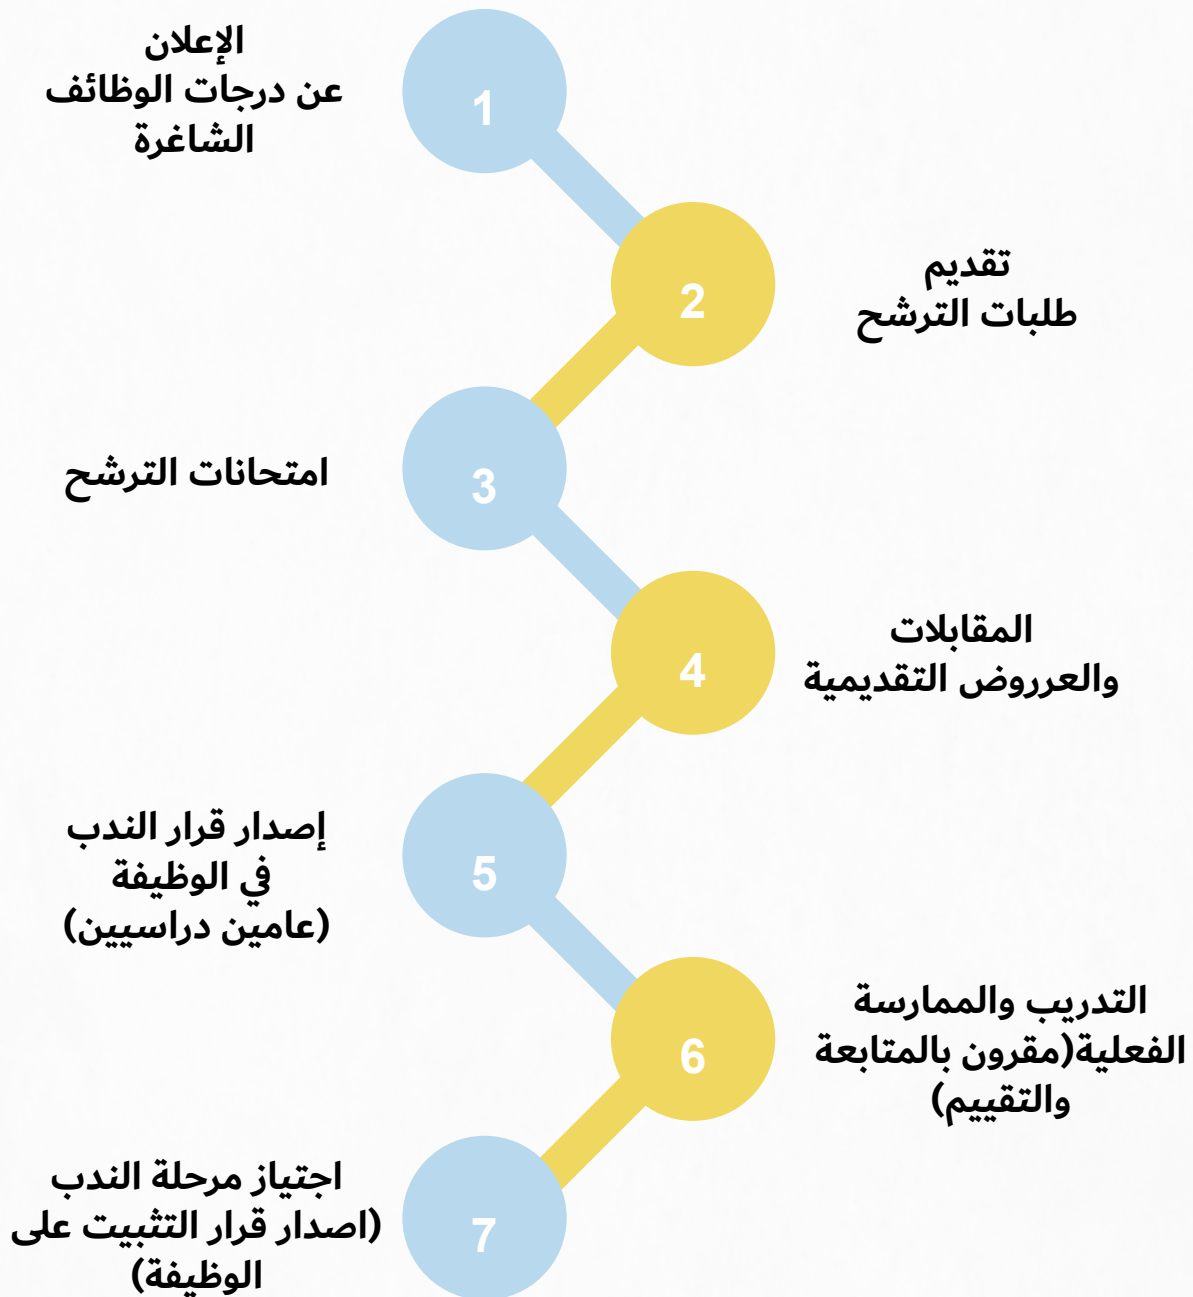 الإعلان
عن درجات الوظائف
الشاغرة
1
2
تقديم
طلبات الترشح
امتحانات الترشح
3
4
المقابلات
والعرروض التقديمية
إصدار قرار الندب
في الوظيفة
(عامين دراسيين)
5
6
التدريب والممارسة
الفعلية(مقرون بالمتابعة
والتقييم)
اجتياز مرحلة الندب
(اصدار قرار التثبيت على
الوظيفة)
7